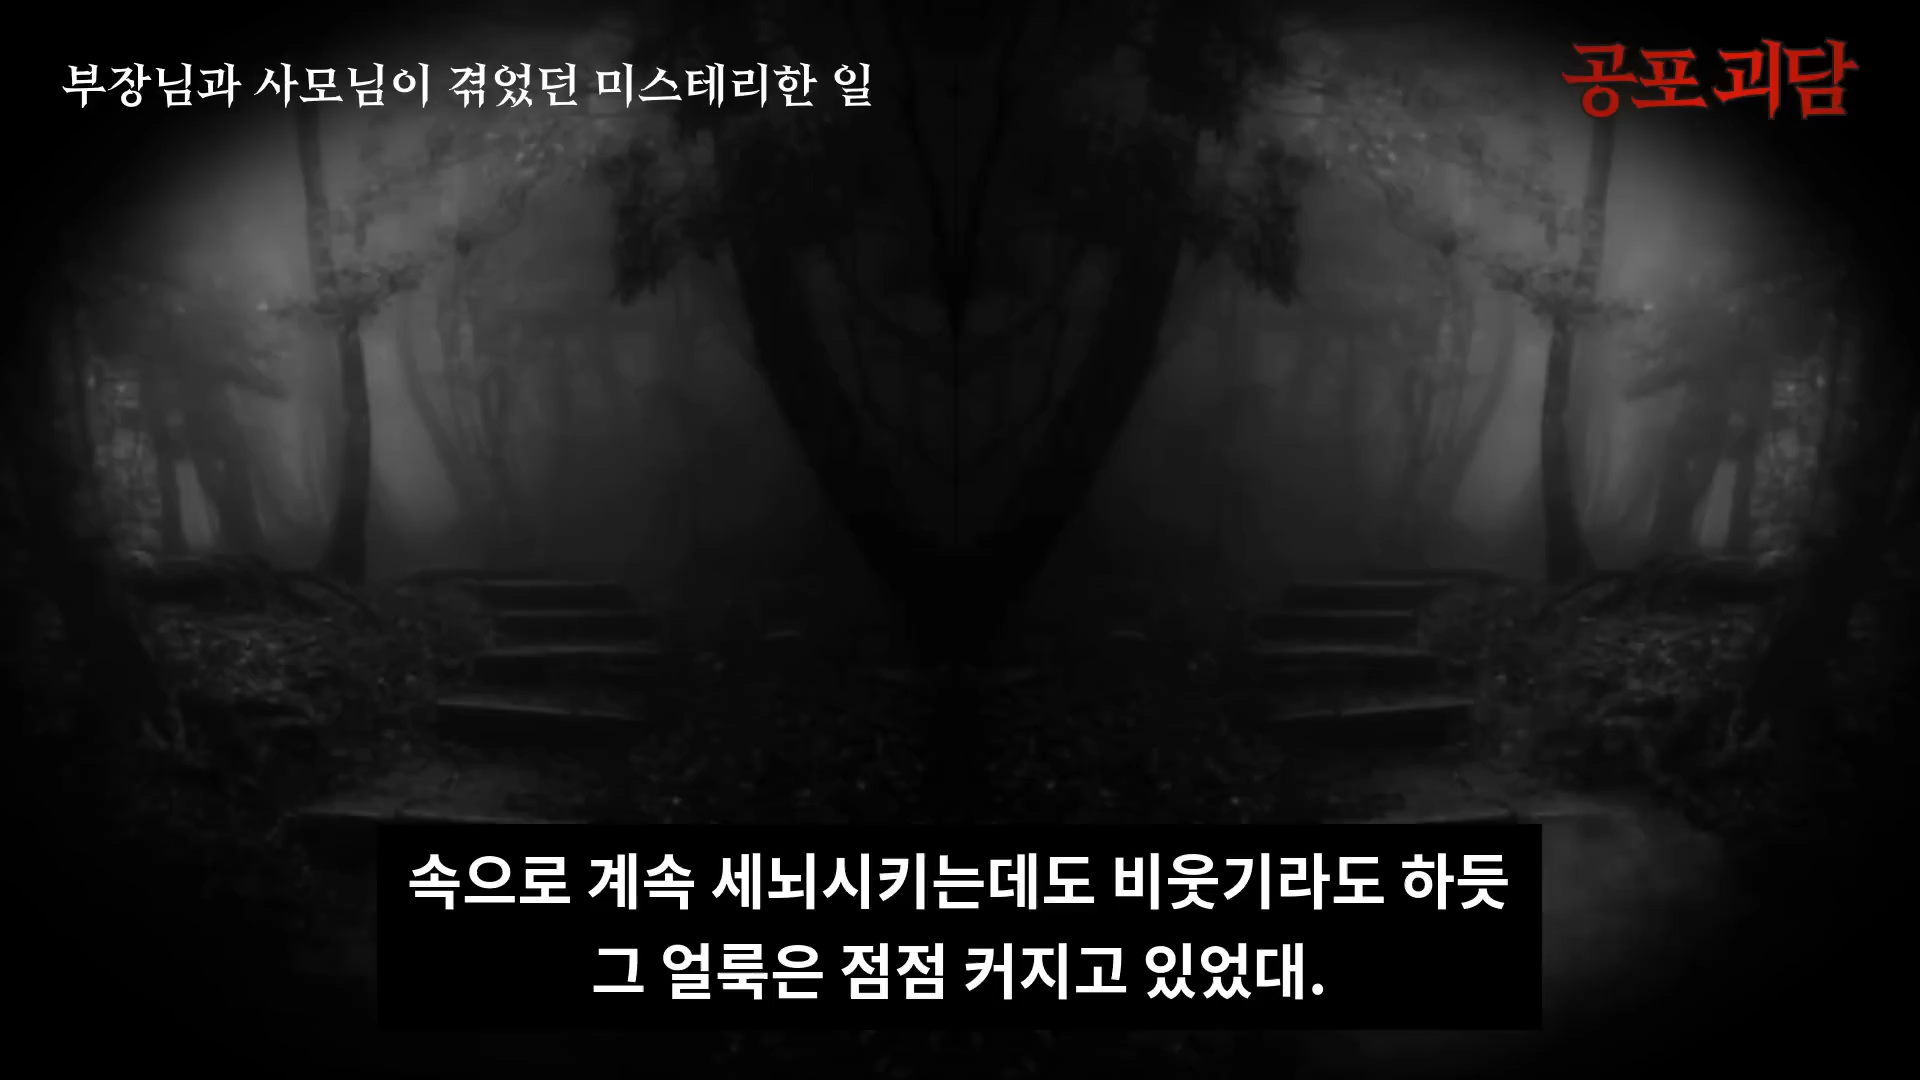 부장님과 사모님이 겪었던 미스테리한 일
공포 괴담
속으로 계속 세뇌시키는데도 비웃기라도 하듯
그 얼룩은 점점 커지고 있었대.